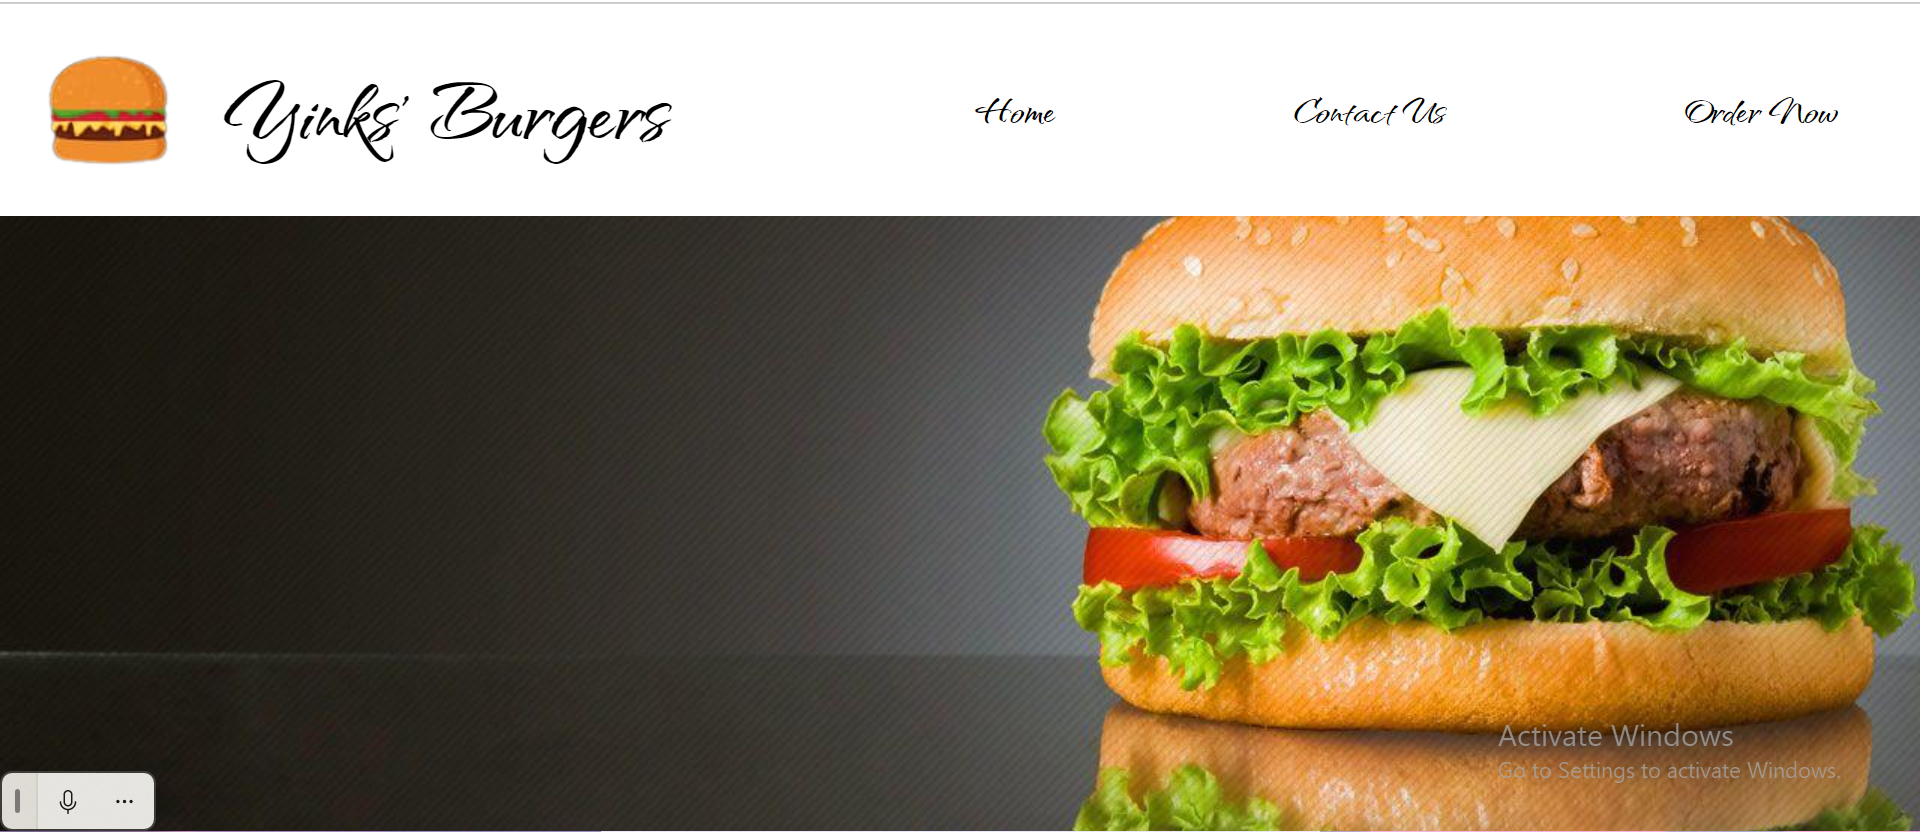 Yinks' Burgers
Home
Contact Us
Order Now
Activate Windows
Go to Settings to activate Windows.